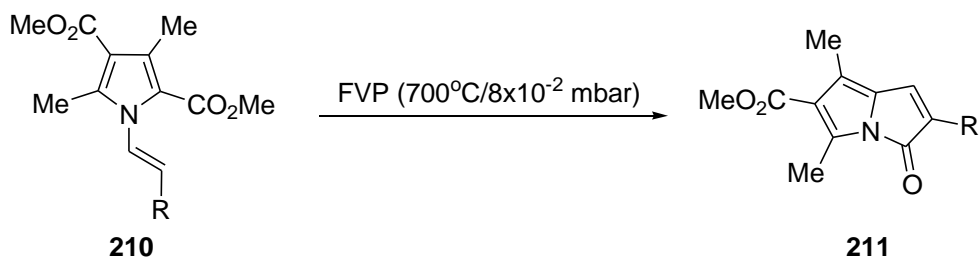 MeO₂C
Me
Me
N
CO₂Me
R
210
FVP (700°C/8x10⁻² mbar)
Me
MeO₂C
Me
N
O
R
211